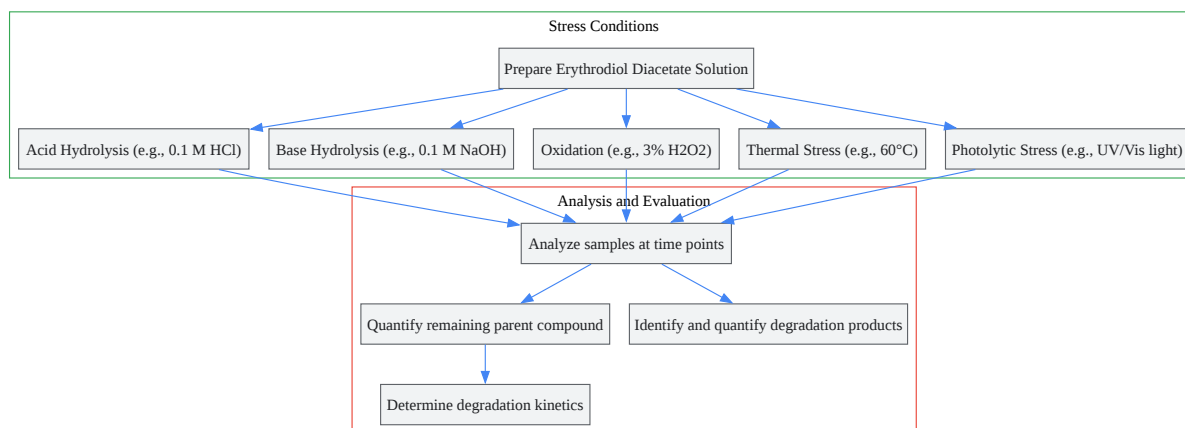 Stress Conditions
Prepare Erythrodiol Diacetate Solution
Acid Hydrolysis (e.g., 0.1 M HCl)
Base Hydrolysis (e.g., 0.1 M NaOH)
Oxidation (e.g., 3% H2O2)
Thermal Stress (e.g., 60°C)
Photolytic Stress (e.g., UV/Vis light)
Analysis and Evaluation
Analyze samples at time points
Quantify remaining parent compound
Identify and quantify degradation products
Determine degradation kinetics